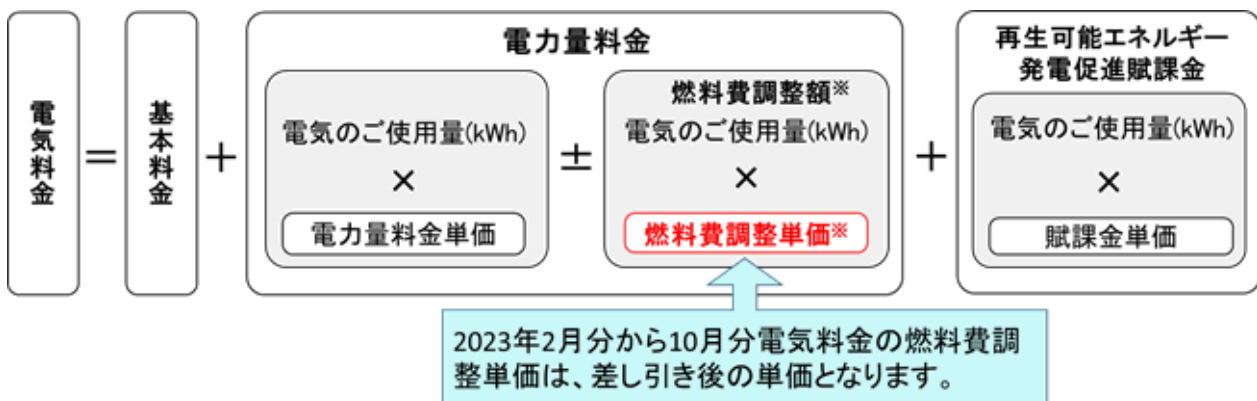 電気料金
＝
基本料金
＋
電力量料金
電気のご使用量(kWh)
×
電力量料金単価
±
燃料費調整額※
電気のご使用量(kWh)
×
燃料費調整単価※
＋
再生可能エネルギー
発電促進賦課金
電気のご使用量(kWh)
×
賦課金単価
2023年2月分から10月分電気料金の燃料費調
整単価は、差し引き後の単価となります。